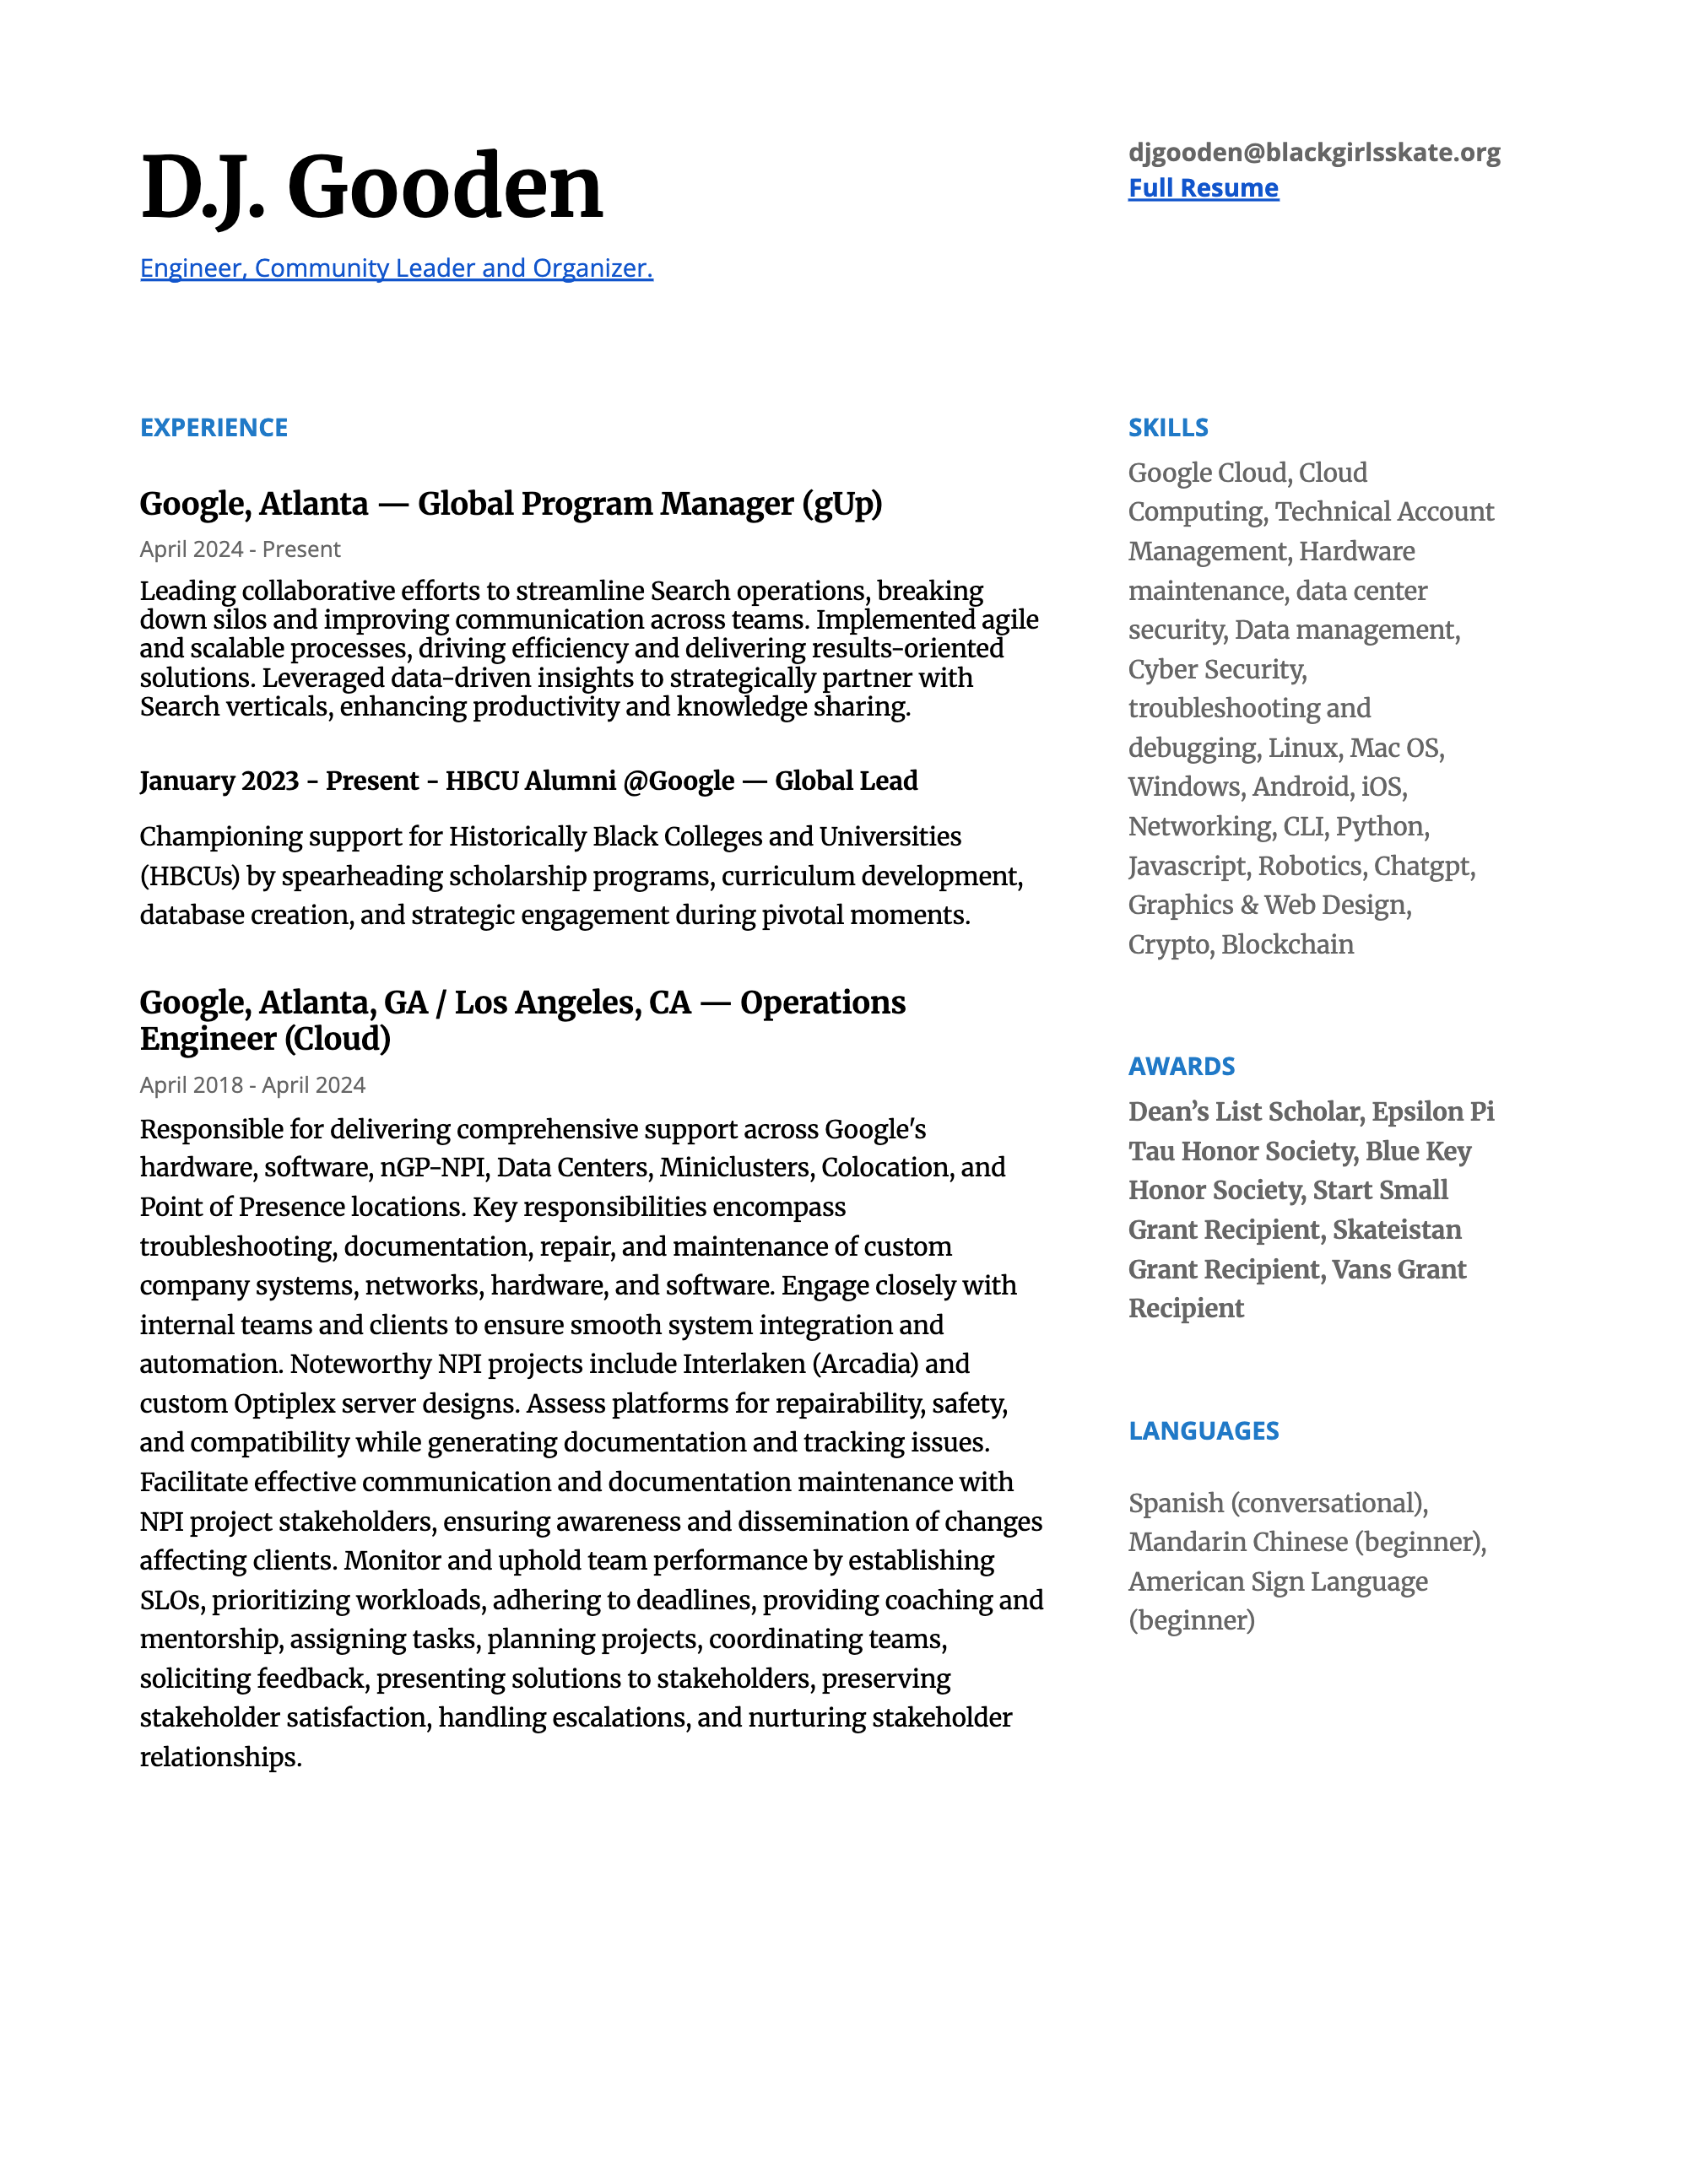 D.J. Gooden
Engineer, Community Leader and Organizer.
djgooden@blackgirlsskate.org
Full Resume
EXPERIENCE
Google, Atlanta — Global Program Manager (gUp)
April 2024 - Present
Leading collaborative efforts to streamline Search operations, breaking
down silos and improving communication across teams. Implemented agile
and scalable processes, driving efficiency and delivering results-oriented
solutions. Leveraged data-driven insights to strategically partner with
Search verticals, enhancing productivity and knowledge sharing.
January 2023 - Present - HBCU Alumni @Google — Global Lead
Championing support for Historically Black Colleges and Universities
(HBCUs) by spearheading scholarship programs, curriculum development,
database creation, and strategic engagement during pivotal moments.
Google, Atlanta, GA / Los Angeles, CA — Operations
Engineer (Cloud)
April 2018 - April 2024
Responsible for delivering comprehensive support across Google's
hardware, software, nGP-NPI, Data Centers, Miniclusters, Colocation, and
Point of Presence locations. Key responsibilities encompass
troubleshooting, documentation, repair, and maintenance of custom
company systems, networks, hardware, and software. Engage closely with
internal teams and clients to ensure smooth system integration and
automation. Noteworthy NPI projects include Interlaken (Arcadia) and
custom Optiplex server designs. Assess platforms for repairability, safety,
and compatibility while generating documentation and tracking issues.
Facilitate effective communication and documentation maintenance with
NPI project stakeholders, ensuring awareness and dissemination of changes
affecting clients. Monitor and uphold team performance by establishing
SLOs, prioritizing workloads, adhering to deadlines, providing coaching and
mentorship, assigning tasks, planning projects, coordinating teams,
soliciting feedback, presenting solutions to stakeholders, preserving
stakeholder satisfaction, handling escalations, and nurturing stakeholder
relationships.
SKILLS
Google Cloud, Cloud
Computing, Technical Account
Management, Hardware
maintenance, data center
security, Data management,
Cyber Security,
troubleshooting and
debugging, Linux, Mac OS,
Windows, Android, iOS,
Networking, CLI, Python,
Javascript, Robotics, Chatgpt,
Graphics & Web Design,
Crypto, Blockchain
AWARDS
Dean’s List Scholar, Epsilon Pi
Tau Honor Society, Blue Key
Honor Society, Start Small
Grant Recipient, Skateistan
Grant Recipient, Vans Grant
Recipient
LANGUAGES
Spanish (conversational),
Mandarin Chinese (beginner),
American Sign Language
(beginner)